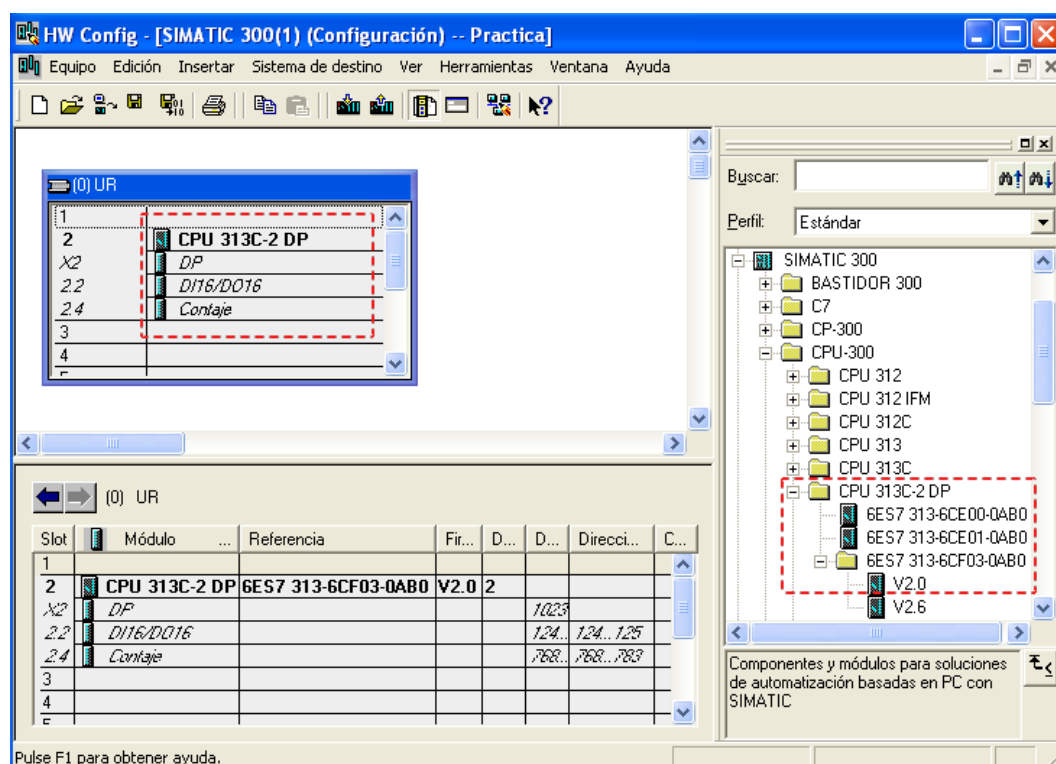 HW Config - [SIMATIC 300(1) (Configuración) -- Practica]
Equipo Edición Insertar Sistema de destino Ver Herramientas Ventana Ayuda
(0) UR
1
2 CPU 313C-2 DP
X2 DP
2.2 DI16/DO16
2.4 Contaje
3
4
Buscar:
Perfil: Estándar
SIMATIC 300
BASTIDOR 300
C7
CP-300
CPU-300
CPU 312
CPU 312 IFM
CPU 312C
CPU 313
CPU 313C
CPU 313C-2 DP
6ES7 313-6CE00-0AB0
6ES7 313-6CE01-0AB0
6ES7 313-6CF03-0AB0
V2.0
V2.6
Componentes y módulos para soluciones
de automatización basadas en PC con
SIMATIC
(0) UR
Slot Módulo ... Referencia Fir... D... D... Direcci... C...
1
2 CPU 313C-2 DP 6ES7 313-6CF03-0AB0 V2.0 2
X2 DP 1023
2.2 DI16/DO16 124... 124...125
2.4 Contaje 768... 768...783
3
4
Pulse F1 para obtener ayuda.